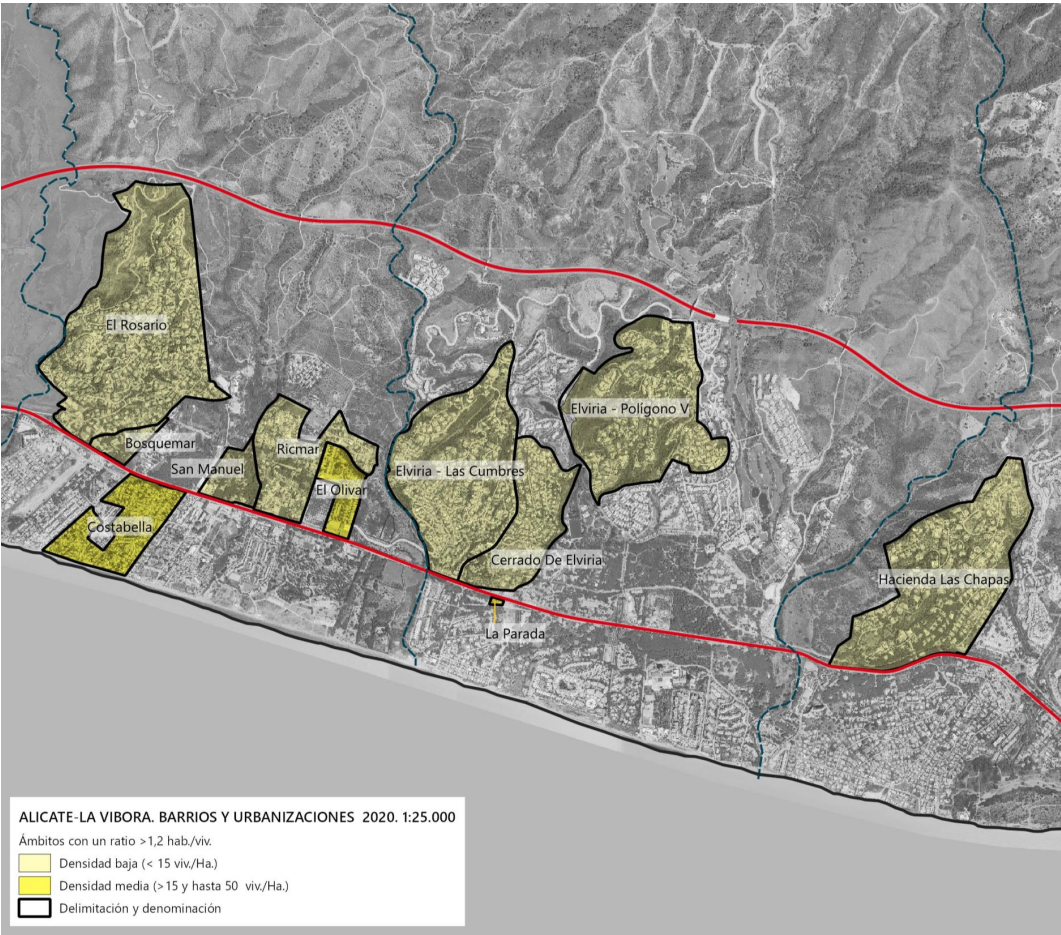 El Rosario
Elviria - Polígono V
Bosquemar
Ricmar
San Manuel
Elviria - Las Cumbres
El Olivar
Costabella
Cerrado De Elviria
Hacienda Las Chapas
La Parada
ALICATE-LA VIBORA. BARRIOS Y URBANIZACIONES 2020. 1:25.000
Ámbitos con un ratio >1,2 hab./viv.
Densidad baja (< 15 viv./Ha.)
Densidad media (>15 y hasta 50 viv./Ha.)
Delimitación y denominación